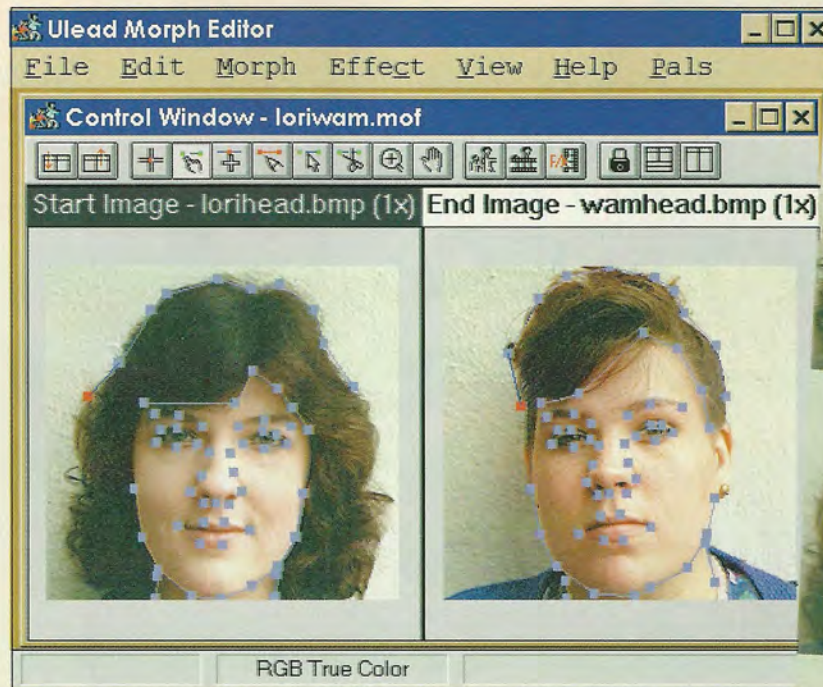 Ulead Morph Editor
File Edit Morph Effect View Help Pals
Control Window - loriwam.mof
Start Image - lorihead.bmp (1x) End Image - wamhead.bmp (1x)
RGB True Color